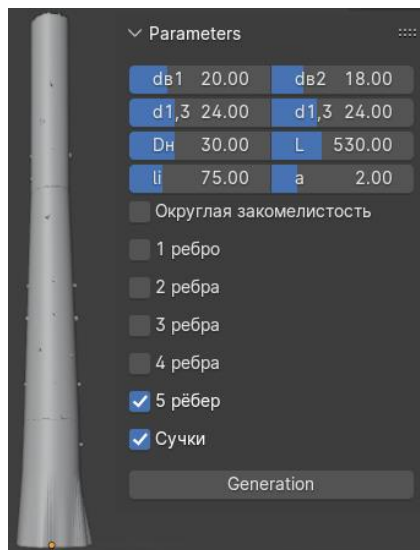 Parameters
dв1 20.00 dв2 18.00
d1,3 24.00 d1,3 24.00
Dн 30.00 L 530.00
li 75.00 a 2.00
Округлая закомелистость
1 ребро
2 ребра
3 ребра
4 ребра
5 рёбер
Сучки
Generation